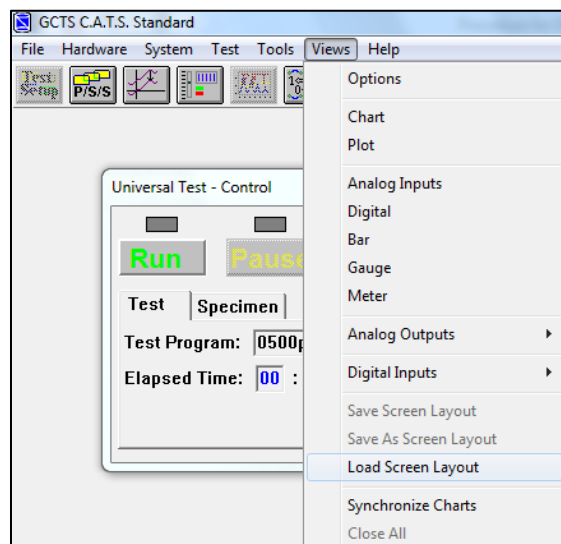 GCTS C.A.T.S. Standard
File Hardware System Test Tools Views Help
Test Setup P/S/S
Options
Chart
Plot
Universal Test - Control
Analog Inputs
Digital
Bar
Run Pause
Gauge
Meter
Test Specimen
Test Program: 0500p
Analog Outputs
Elapsed Time: 00 :
Digital Inputs
Save Screen Layout
Save As Screen Layout
Load Screen Layout
Synchronize Charts
Close All